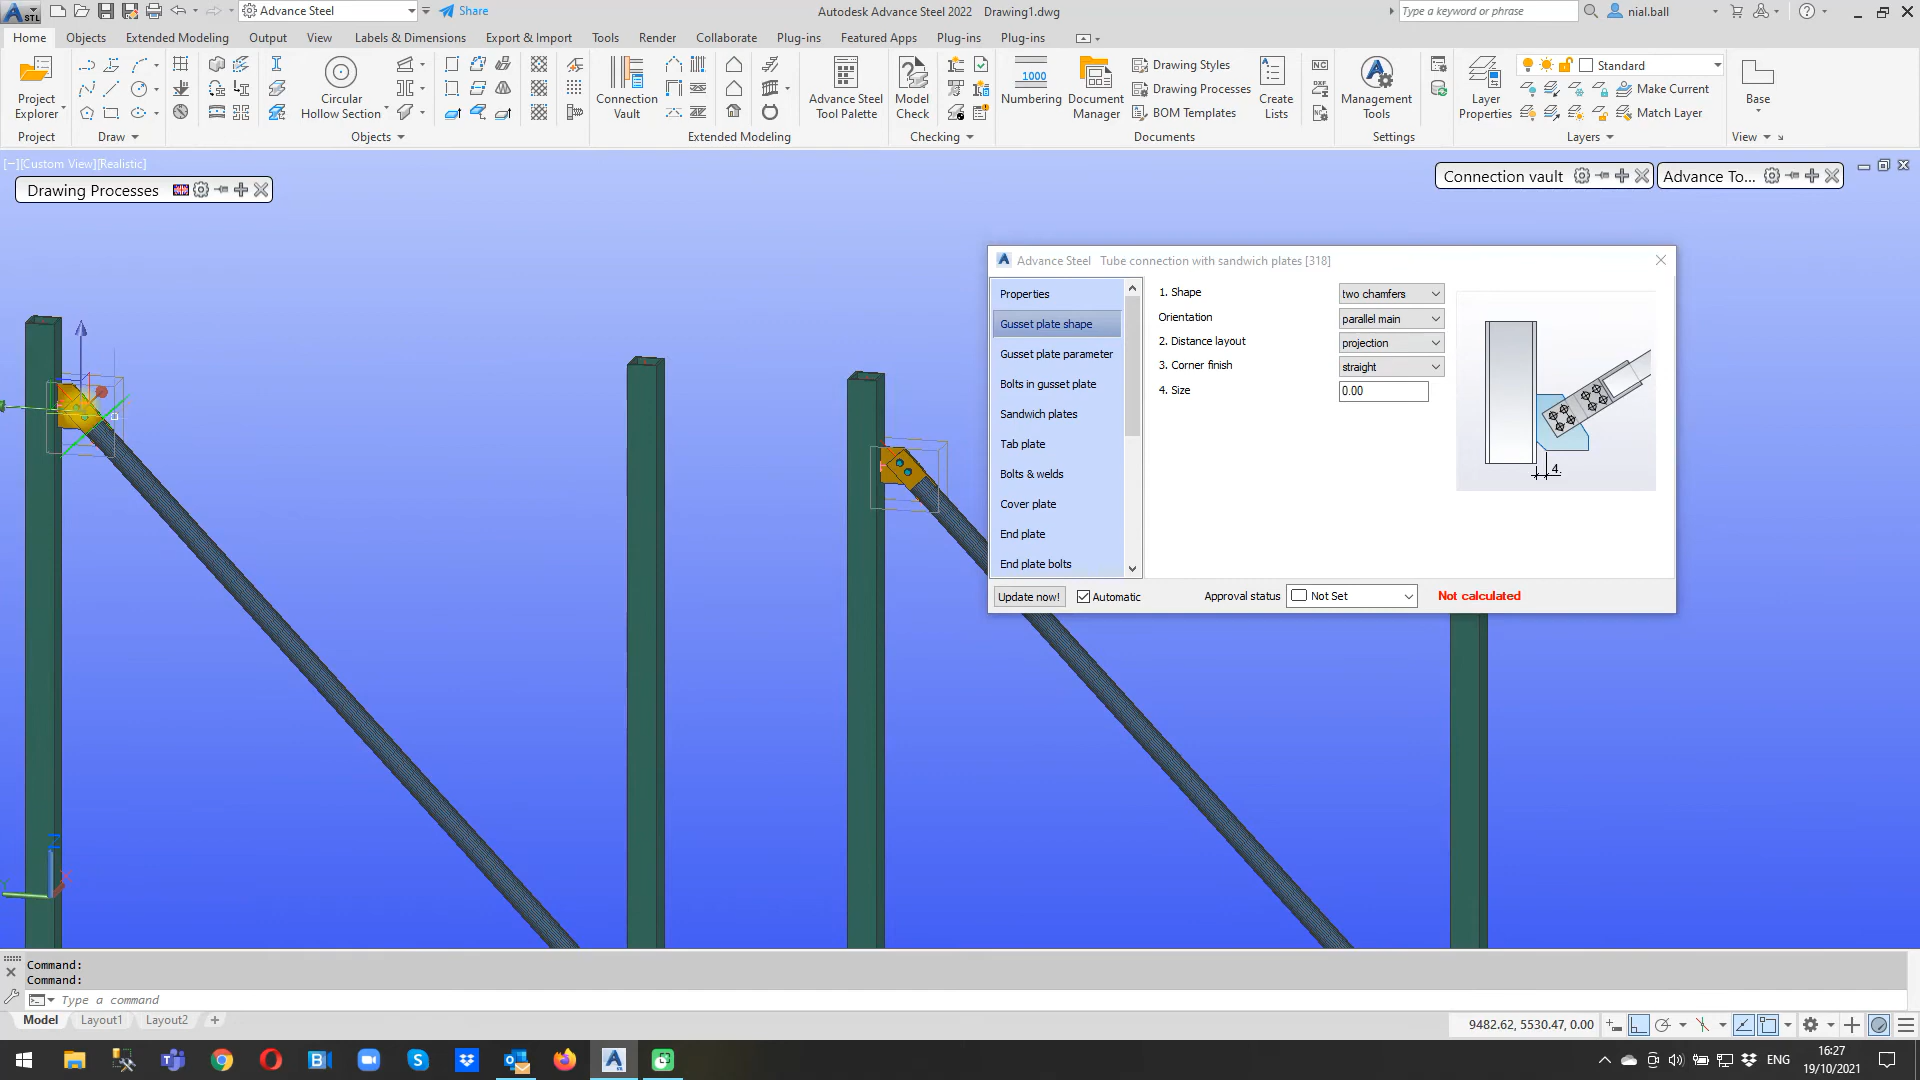 STL
Advance Steel
Share
Autodesk Advance Steel 2022 Drawing1.dwg
Type a keyword or phrase
nial.ball
Home Objects Extended Modeling Output View Labels & Dimensions Export & Import Tools Render Collaborate Plug-ins Featured Apps Plug-ins Plug-ins
Project
Explorer
Circular
Hollow Section
Connection
Vault
Advance Steel
Tool Palette
Model
Check
1000
Numbering
Document
Manager
Drawing Styles
Drawing Processes
BOM Templates
Create
Lists
NC
DXF
NC
Management
Tools
Layer
Properties
Standard
Make Current
Match Layer
Base
Project Draw Objects Extended Modeling Checking Documents Settings Layers View
[−][Custom View][Realistic]
Drawing Processes
Connection vault
Advance To...
Advance Steel Tube connection with sandwich plates [318]
Properties
Gusset plate shape
Gusset plate parameter
Bolts in gusset plate
Sandwich plates
Tab plate
Bolts & welds
Cover plate
End plate
End plate bolts
1. Shape two chamfers
Orientation parallel main
2. Distance layout projection
3. Corner finish straight
4. Size 0.00
4.
Update now! Automatic Approval status Not Set Not calculated
Z
X
Y
Command:
Command:
Type a command
Model Layout1 Layout2 +
9482.62, 5530.47, 0.00
ENG
16:27
19/10/2021